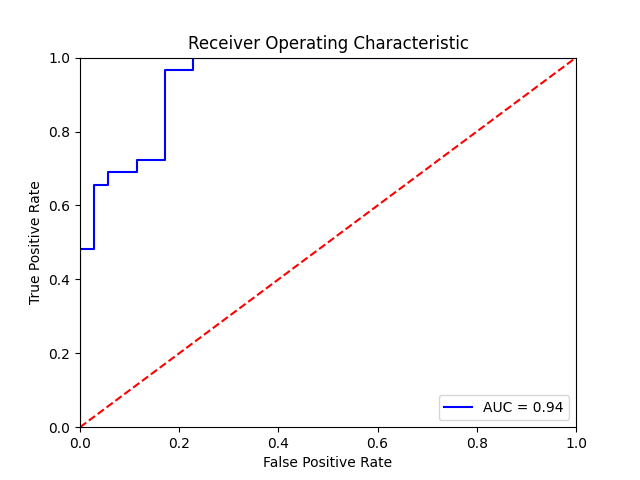 Receiver Operating Characteristic
1.0
0.8
0.6
0.4
0.2
0.0
True Positive Rate
AUC = 0.94
0.0 0.2 0.4 0.6 0.8 1.0
False Positive Rate